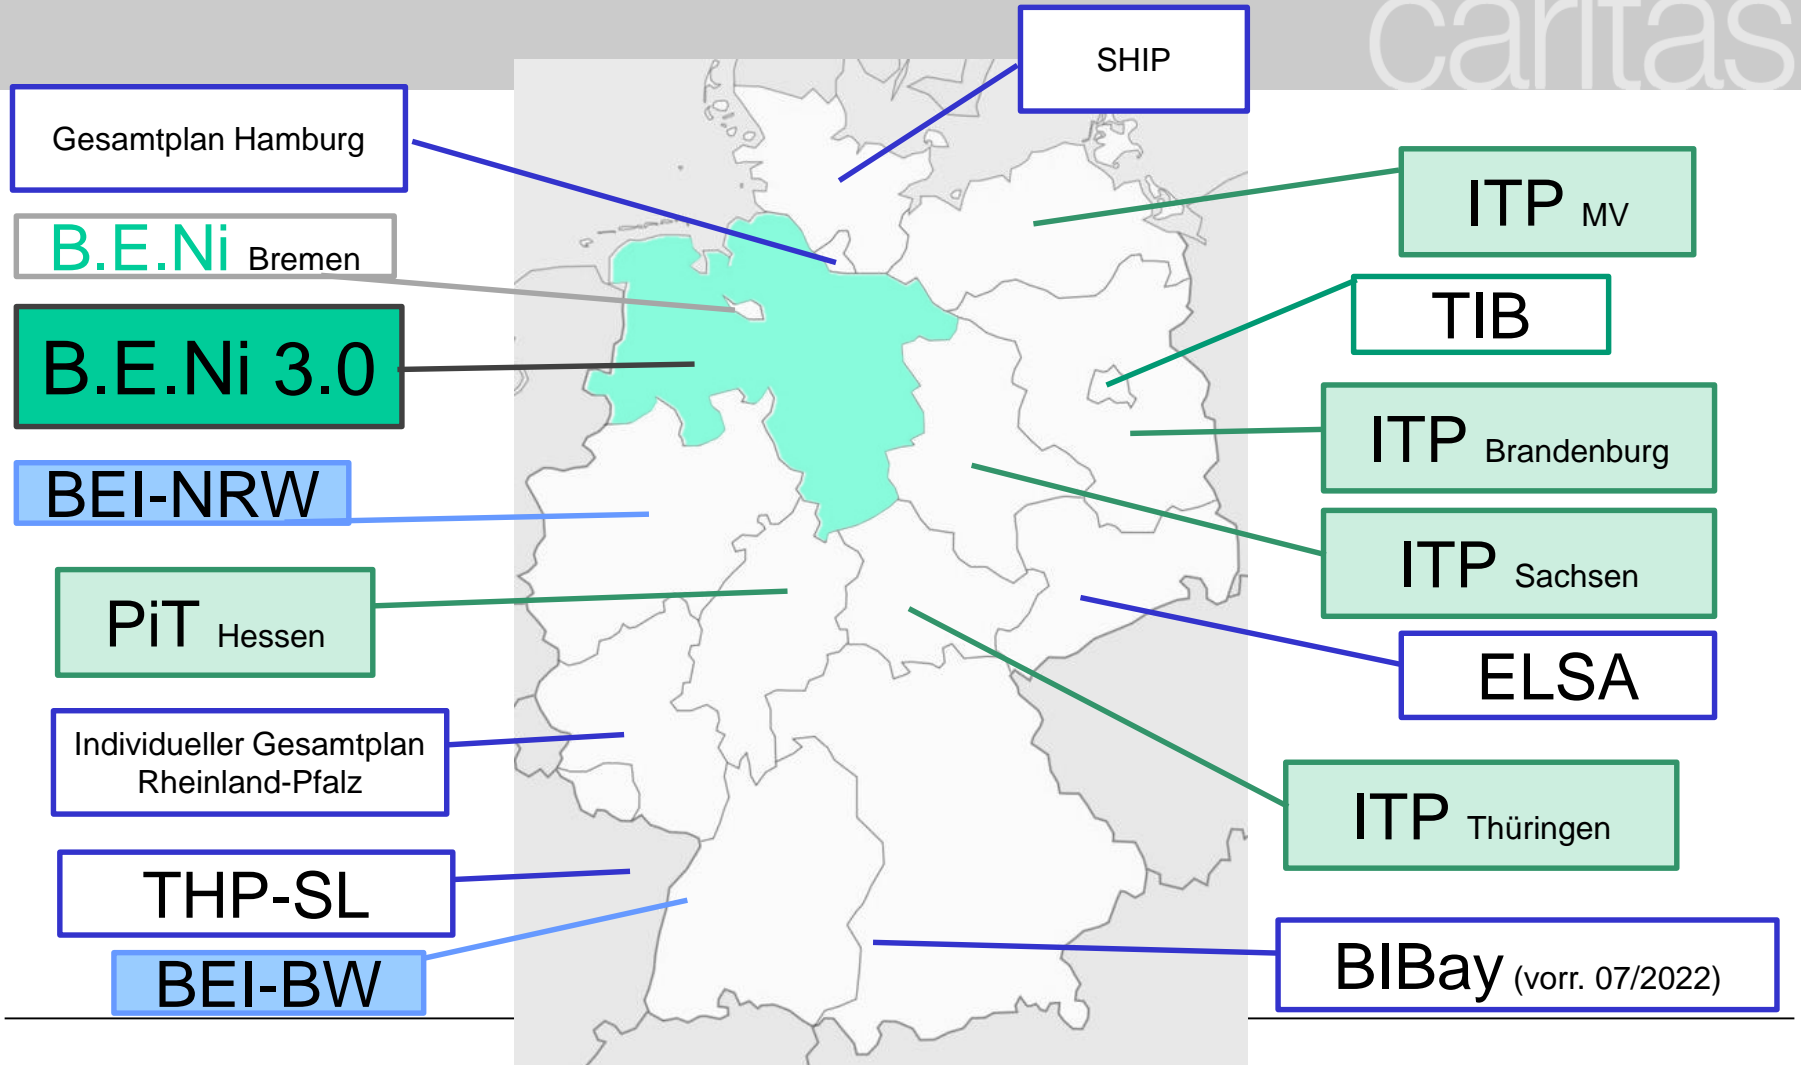 caritas
SHIP
Gesamtplan Hamburg
B.E.Ni Bremen
B.E.Ni 3.0
BEI-NRW
PiT Hessen
Individueller Gesamtplan
Rheinland-Pfalz
THP-SL
BEI-BW
ITP MV
TIB
ITP Brandenburg
ITP Sachsen
ELSA
ITP Thüringen
BIBay (vorr. 07/2022)